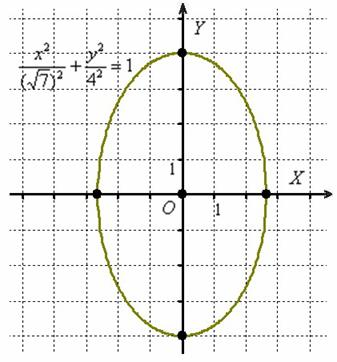 Y
x²/(√7)² + y²/4² = 1
1
X
O
1